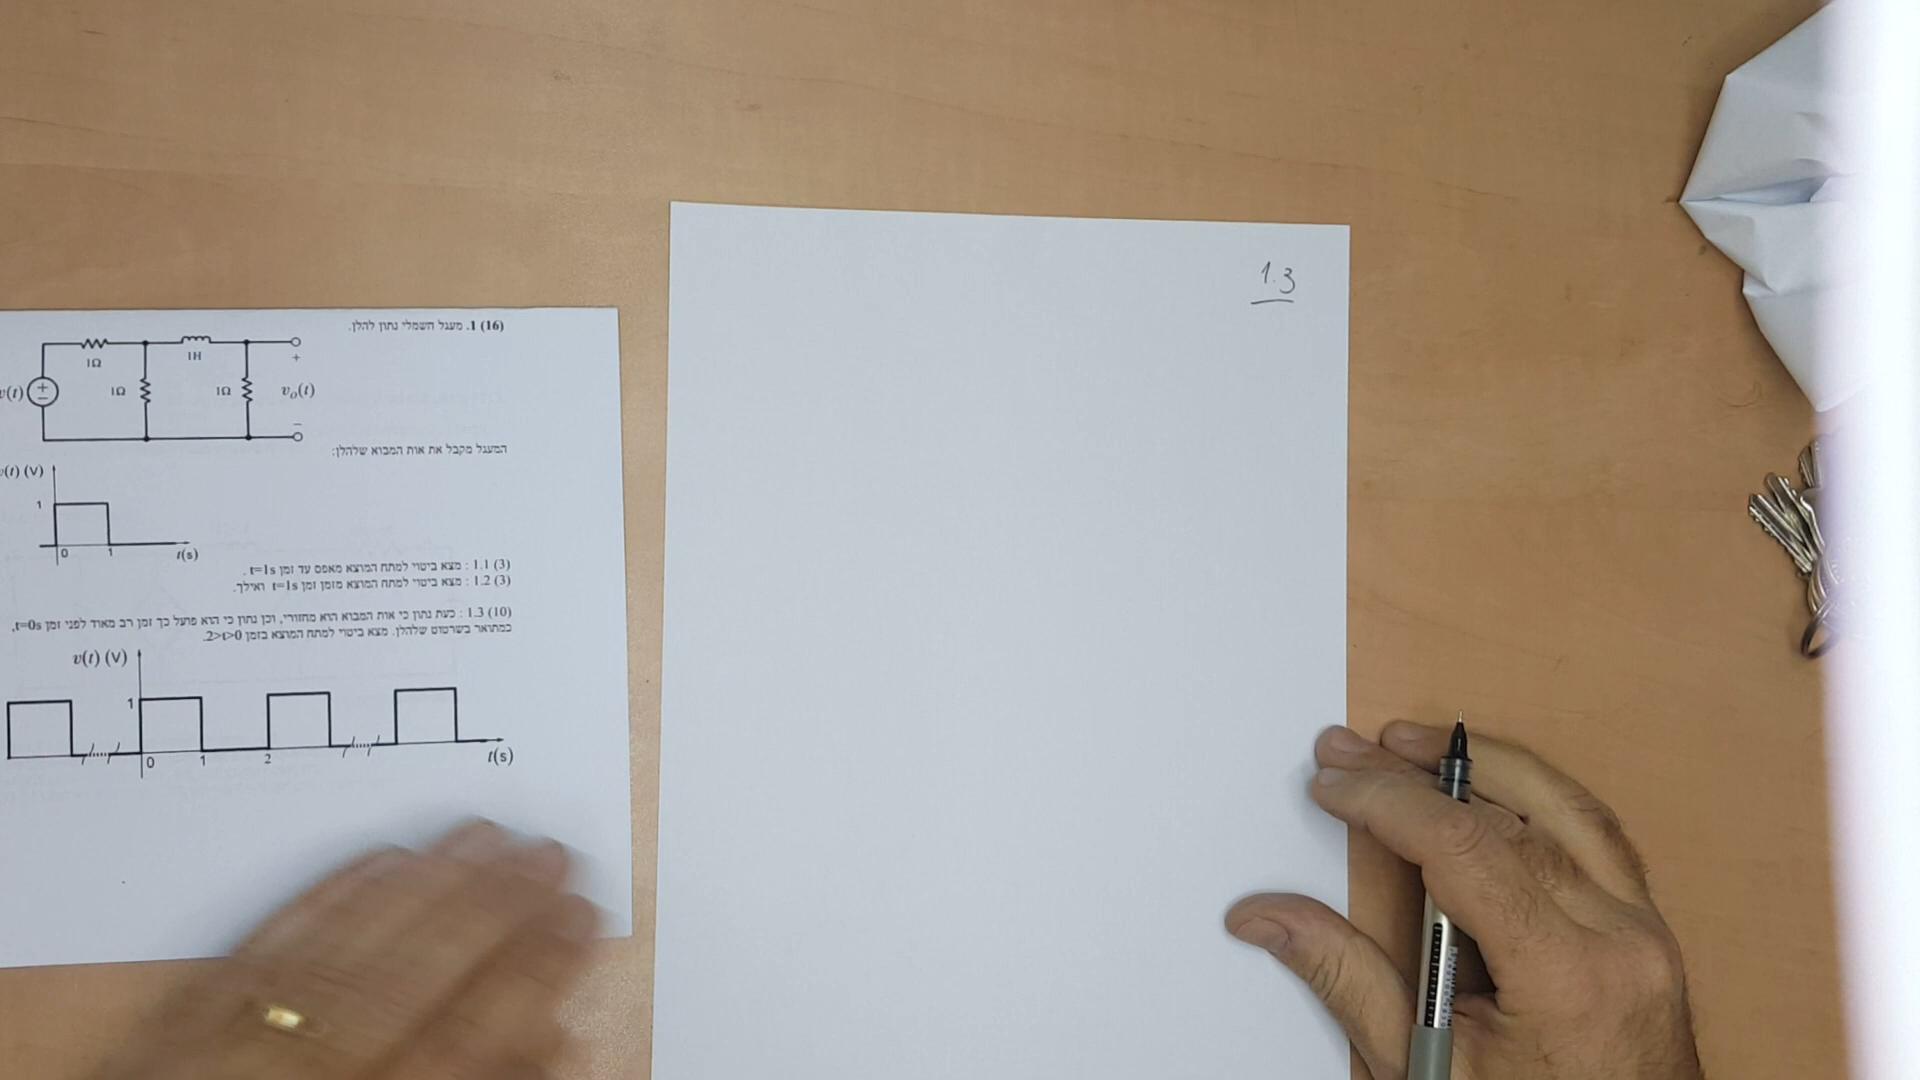 1.3
(16) 1. מעגל חשמלי נתון להלן.
1Ω
1H
1Ω
1Ω
v(t)
+
−
+
v₀(t)
−
המעגל מקבל את אות המבוא שלהלן:
v(t) (V)
1
0
1
t(s)
(3) 1.1 : מצא ביטוי למתח המוצא מאפס עד זמן t=1s .
(3) 1.2 : מצא ביטוי למתח המוצא מזמן זמן t=1s ואילך.
(10) 1.3 : כעת נתון כי אות המבוא הוא מחזורי, וכן נתון כי הוא פועל כך זמן רב מאוד לפני זמן t=0s,
כמתואר בשרטוט שלהלן. מצא ביטוי למתח המוצא בזמן 2>t>0.
v(t) (V)
1
0
1
2
t(s)